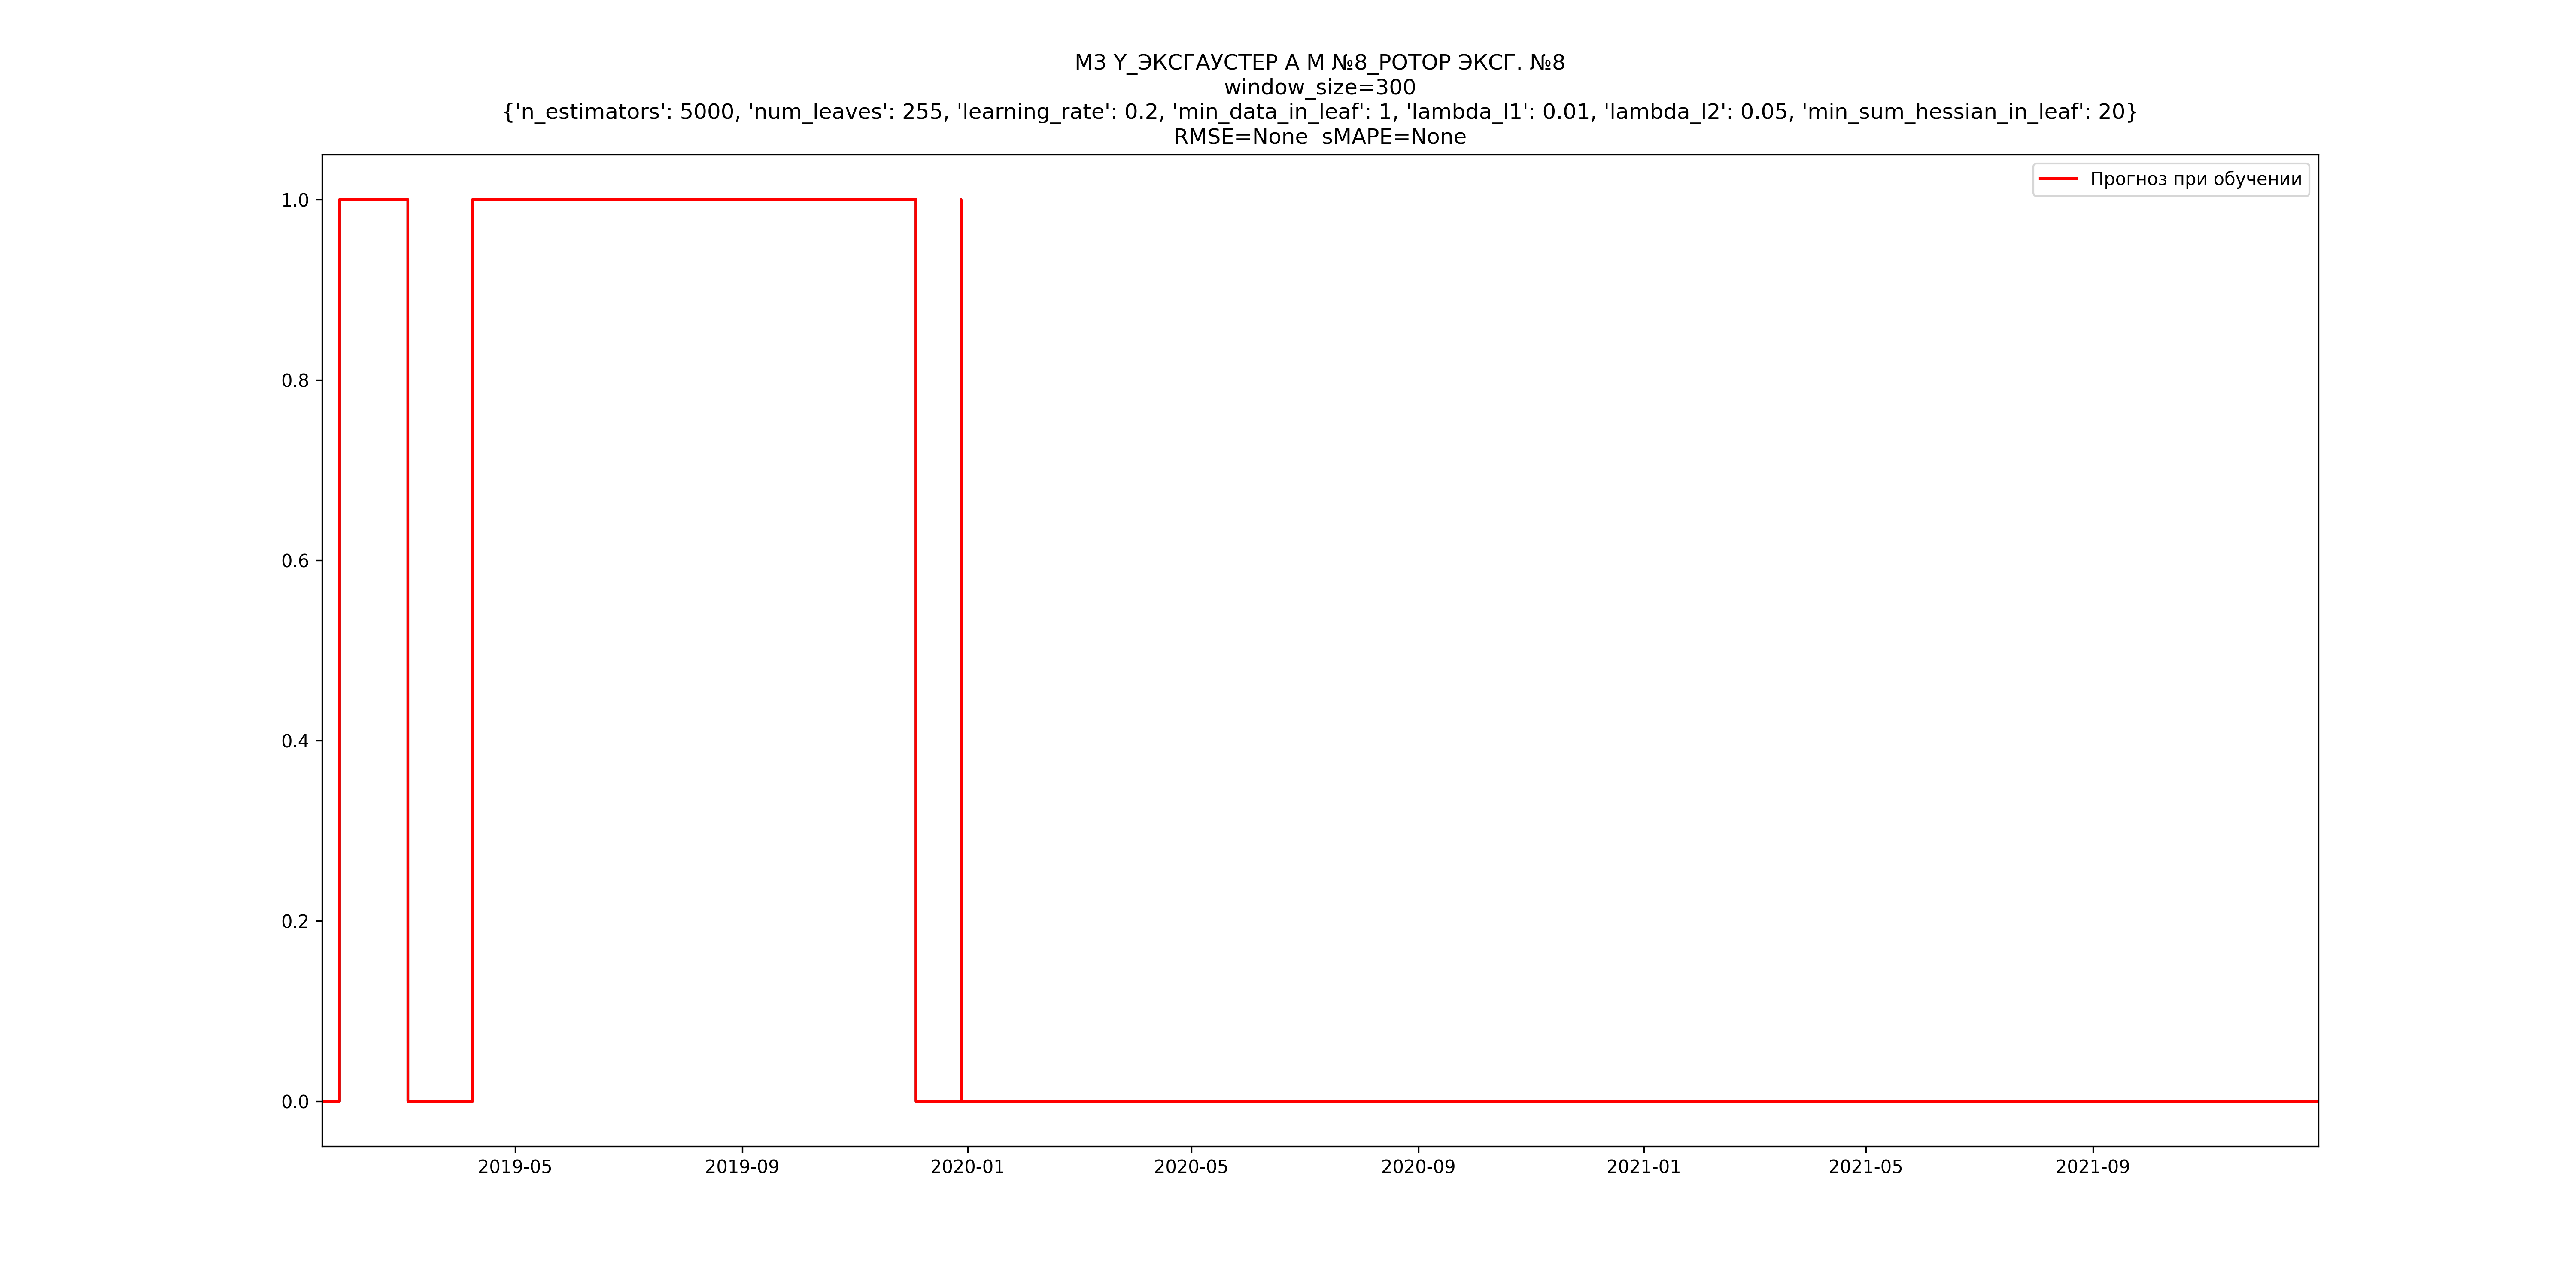 М3 Y_ЭКСГАУСТЕР А М №8_РОТОР ЭКСГ. №8
window_size=300
{'n_estimators': 5000, 'num_leaves': 255, 'learning_rate': 0.2, 'min_data_in_leaf': 1, 'lambda_l1': 0.01, 'lambda_l2': 0.05, 'min_sum_hessian_in_leaf': 20}
RMSE=None  sMAPE=None
Прогноз при обучении
1.0
0.8
0.6
0.4
0.2
0.0
2019-05
2019-09
2020-01
2020-05
2020-09
2021-01
2021-05
2021-09